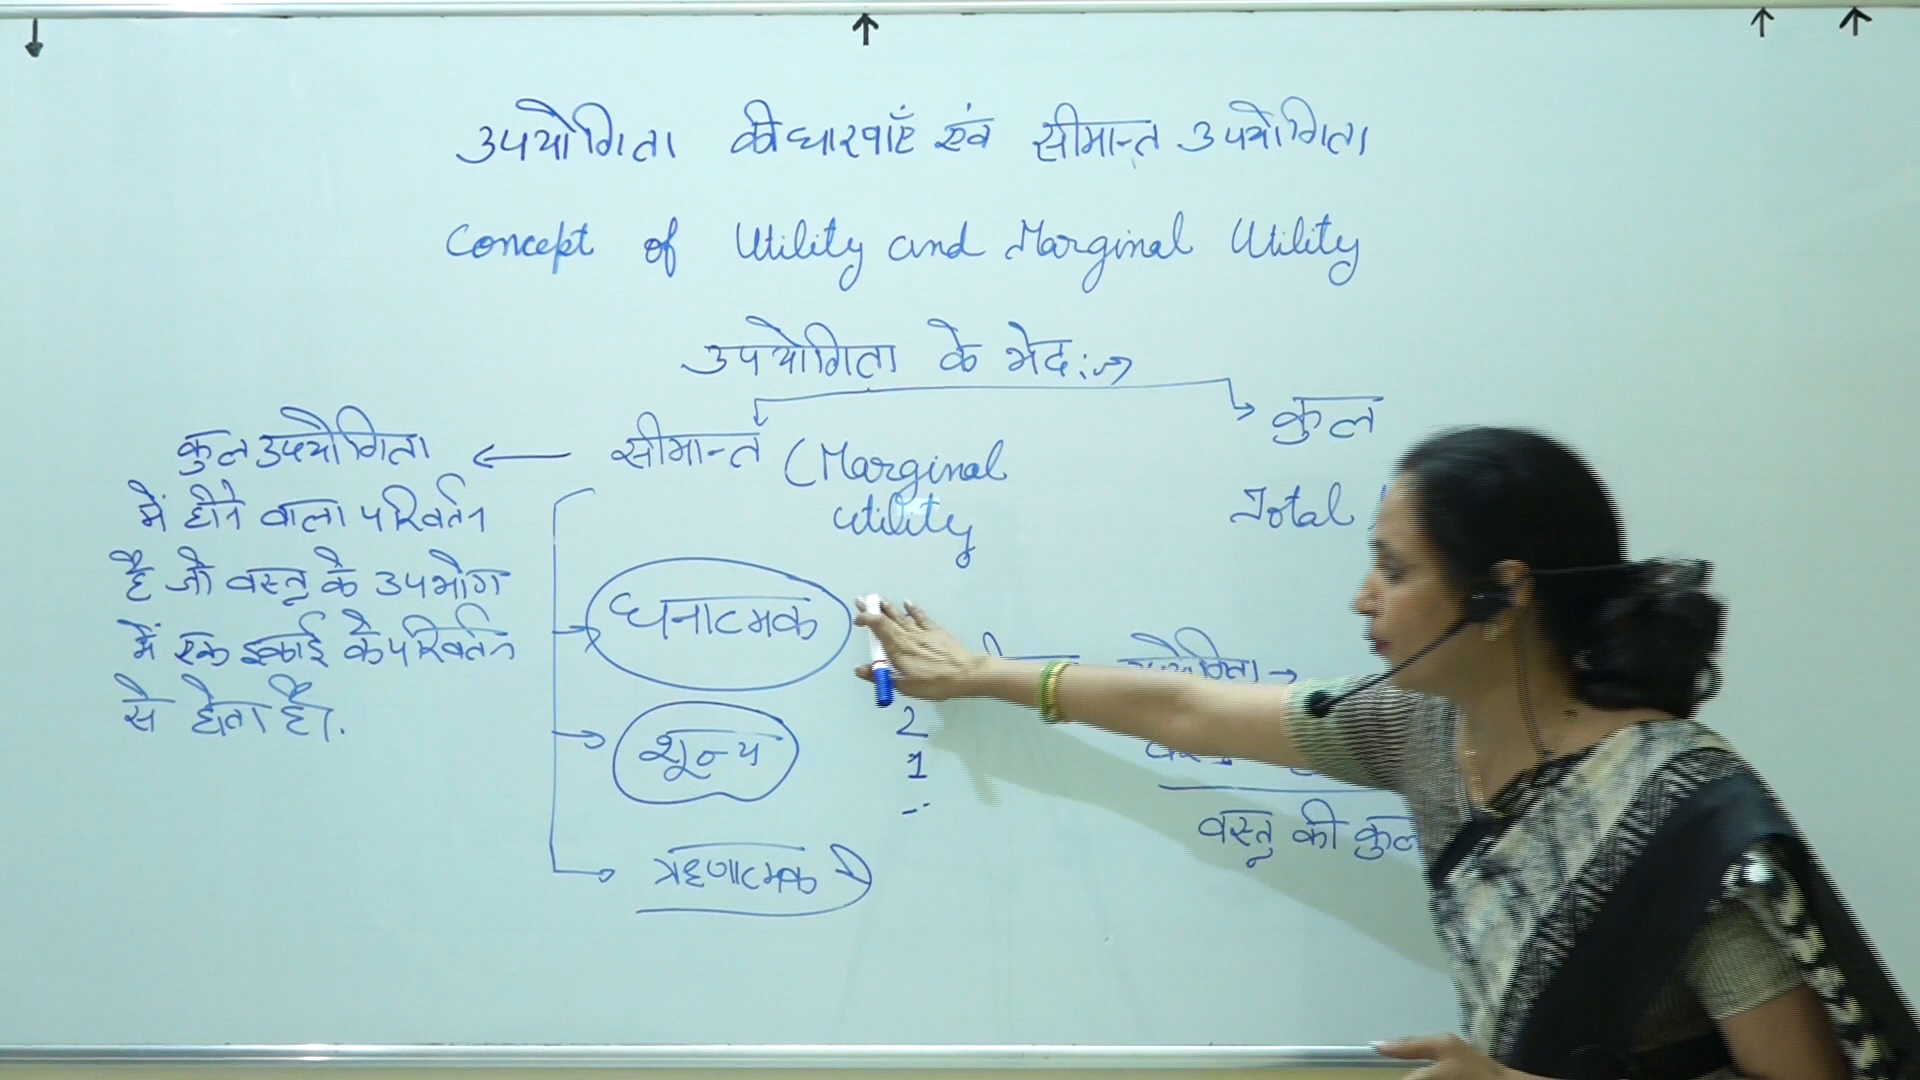 उपयोगिता की धारणाएँ एवं सीमान्त उपयोगिता
Concept of Utility and Marginal Utility
उपयोगिता के भेद :→
सीमान्त (Marginal
utility
कुल
Total
कुल उपयोगिता
में होने वाला परिवर्तन
है जो वस्तु के उपभोग
में एक इकाई के परिवर्तन
से होता है।
धनात्मक
शून्य
ऋणात्मक
2
1
उपयोगिता →
वस्तु की कुल